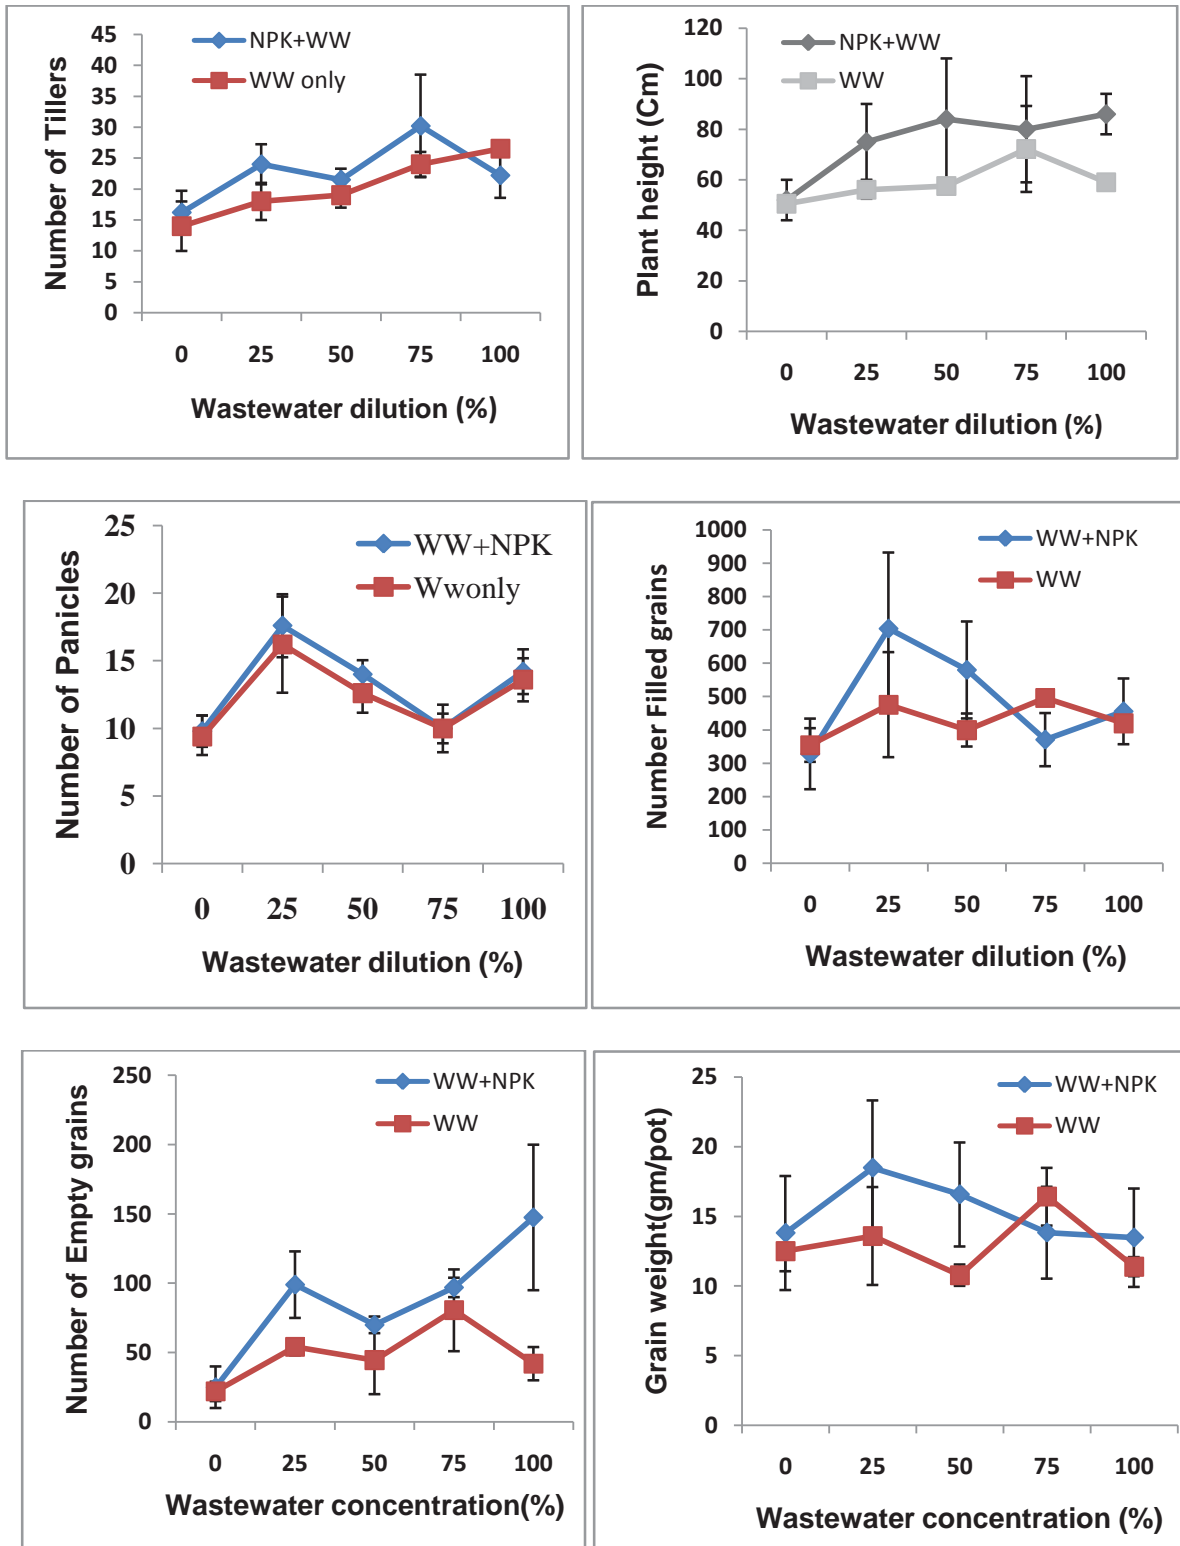 Number of Tillers
45
40
35
30
25
20
15
10
5
0
NPK+WW
WW only
0 25 50 75 100
Wastewater dilution (%)
Plant height (Cm)
120
100
80
60
40
20
0
NPK+WW
WW
0 25 50 75 100
Wastewater dilution (%)
Number of Panicles
25
20
15
10
5
0
WW+NPK
Wwonly
0 25 50 75 100
Wastewater dilution (%)
Number Filled grains
1000
900
800
700
600
500
400
300
200
100
0
WW+NPK
WW
0 25 50 75 100
Wastewater dilution (%)
Number of Empty grains
250
200
150
100
50
0
WW+NPK
WW
0 25 50 75 100
Wastewater concentration(%)
Grain weight(gm/pot)
25
20
15
10
5
0
WW+NPK
WW
0 25 50 75 100
Wastewater concentration (%)